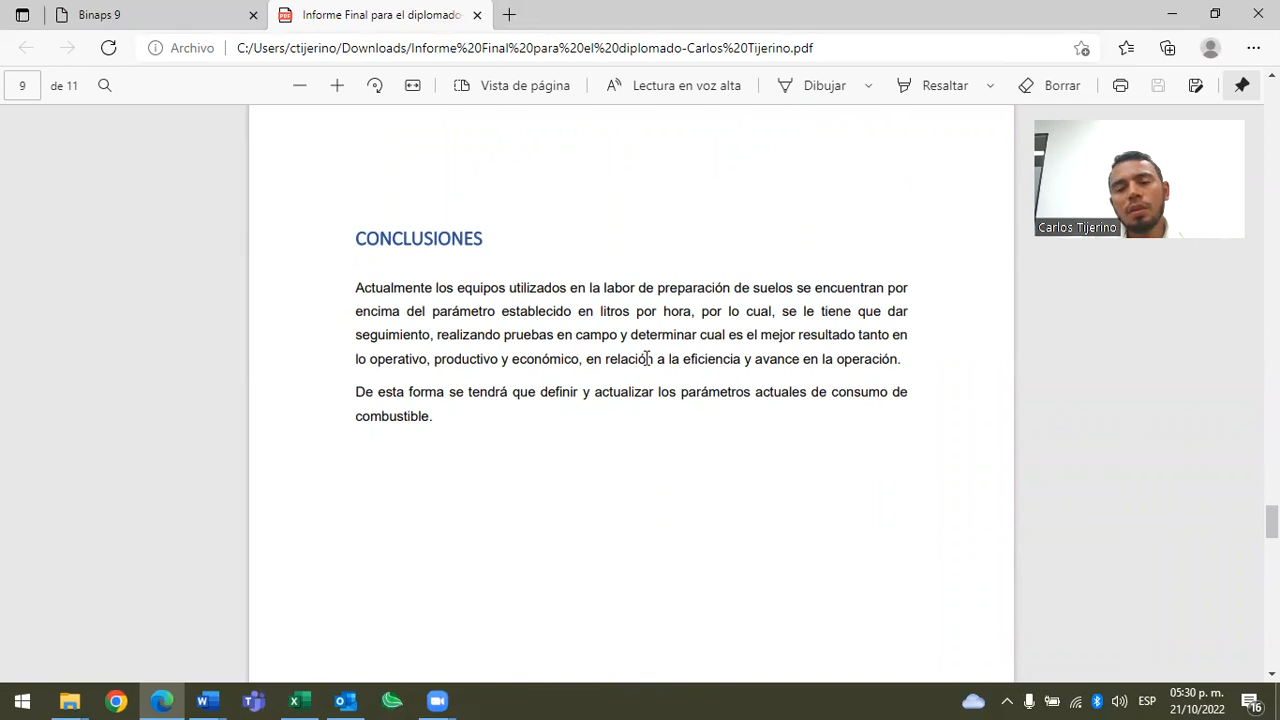 Binaps 9
PDF
Informe Final para el diplomado-
Archivo
C:/Users/ctijerino/Downloads/Informe%20Final%20para%20el%20diplomado-Carlos%20Tijerino.pdf
9
de 11
Vista de página
Lectura en voz alta
Dibujar
Resaltar
Borrar
CONCLUSIONES
Actualmente los equipos utilizados en la labor de preparación de suelos se encuentran por
encima del parámetro establecido en litros por hora, por lo cual, se le tiene que dar
seguimiento, realizando pruebas en campo y determinar cual es el mejor resultado tanto en
lo operativo, productivo y económico, en relación a la eficiencia y avance en la operación.
De esta forma se tendrá que definir y actualizar los parámetros actuales de consumo de
combustible.
Carlos Tijerino
ESP
05:30 p. m.
21/10/2022
16